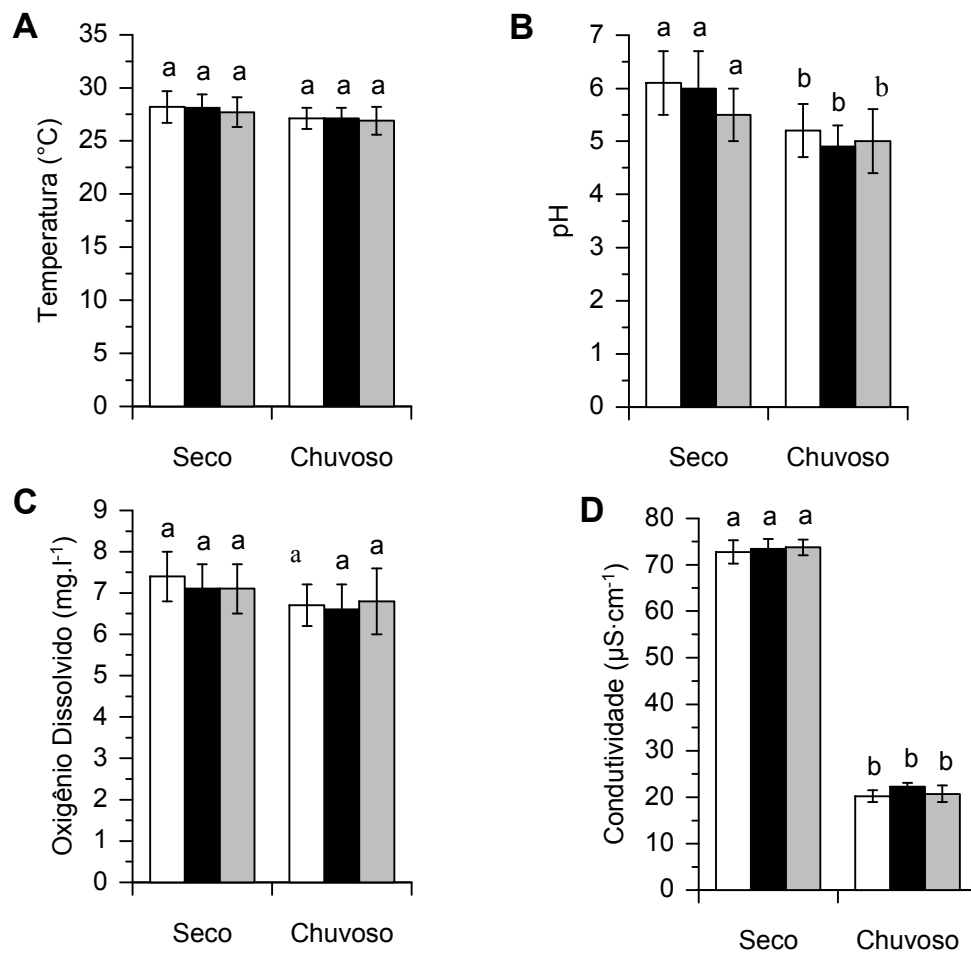 A
Temperatura (°C)
35
30
25
20
15
10
5
0
a a a
a a a
Seco Chuvoso
B
pH
7
6
5
4
3
2
1
0
a a a
b b b
Seco Chuvoso
C
Oxigênio Dissolvido (mg.l⁻¹)
9
8
7
6
5
4
3
2
1
0
a a a
a a a
Seco Chuvoso
D
Condutividade (µS·cm⁻¹)
80
70
60
50
40
30
20
10
0
a a a
b b b
Seco Chuvoso